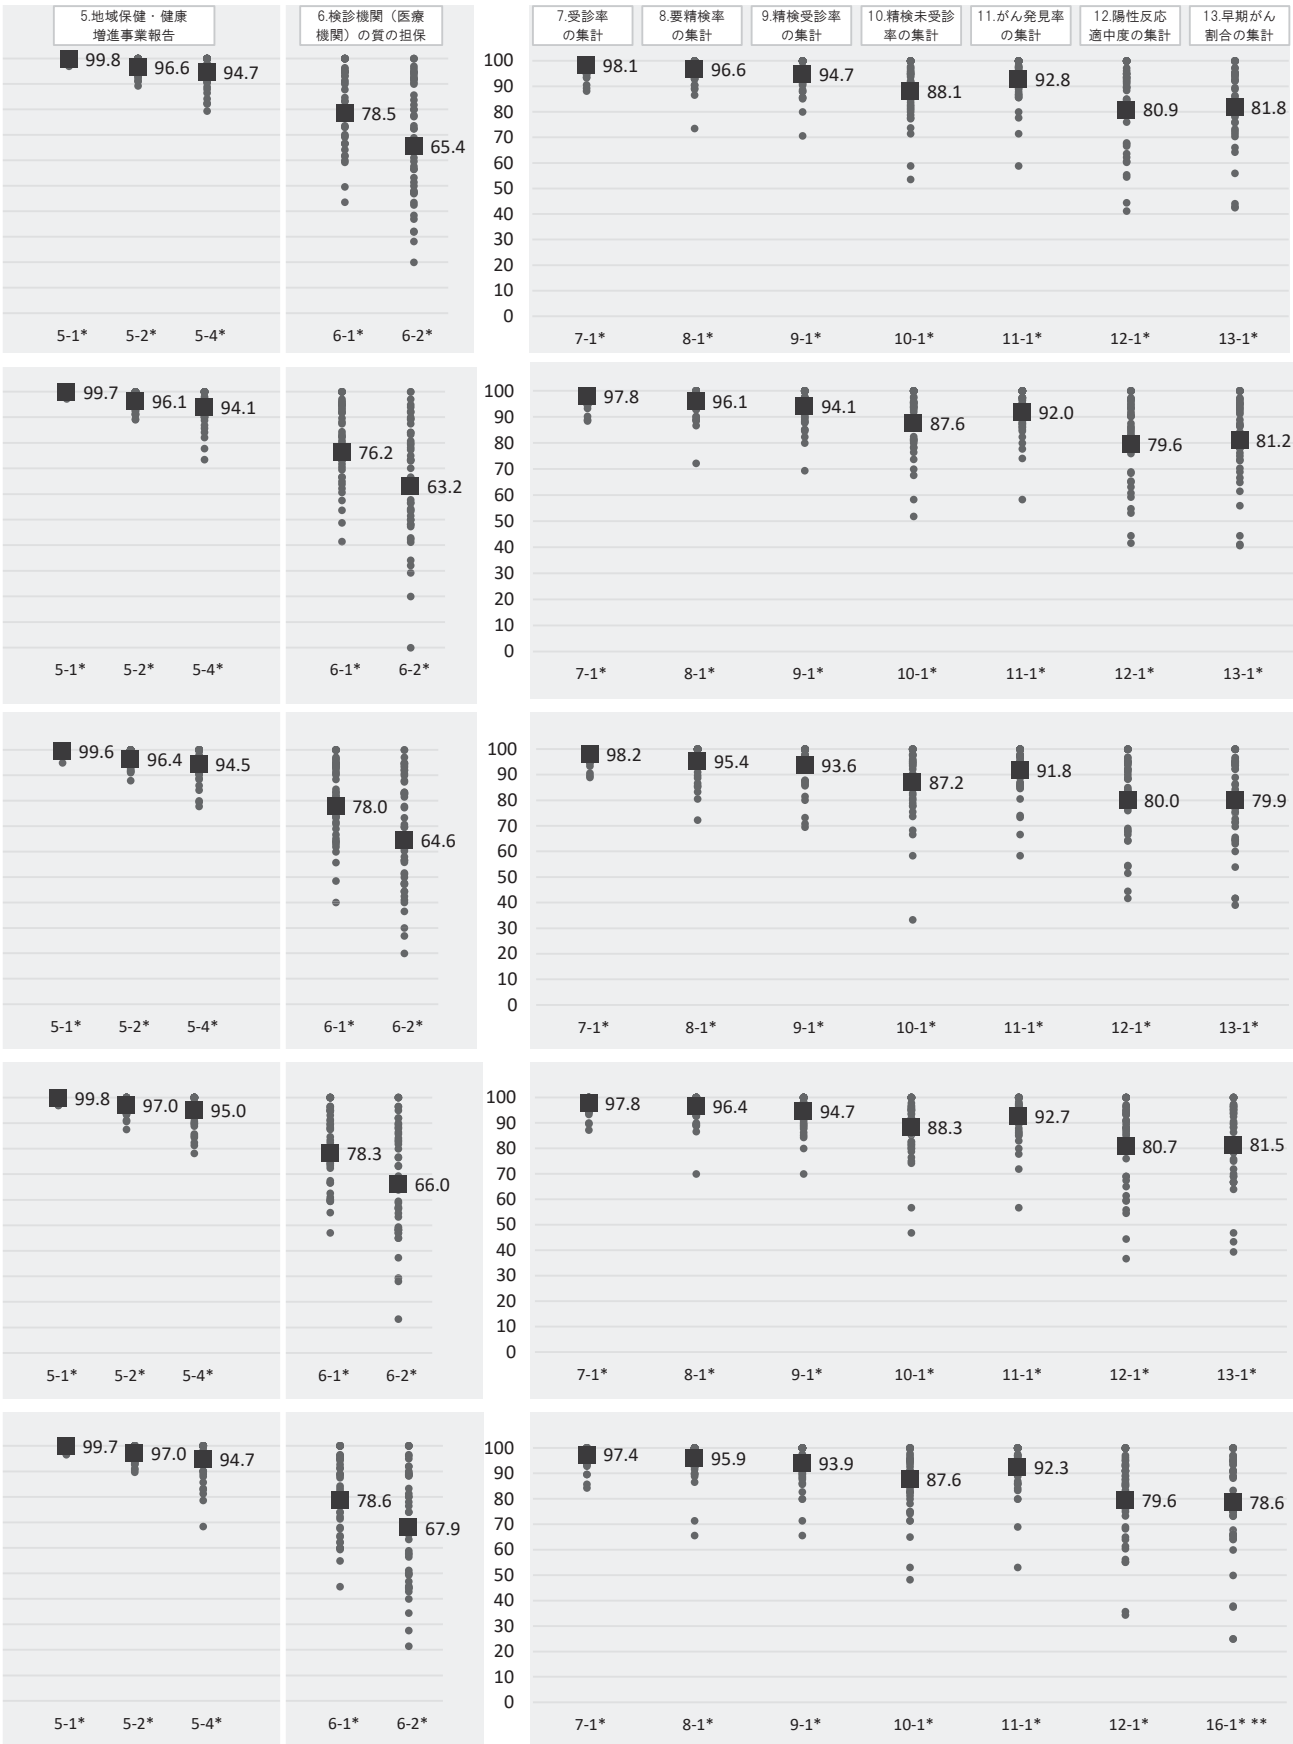 5.地域保健・健康
増進事業報告
6.検診機関（医療
機関）の質の担保
7.受診率
の集計
8.要精検率
の集計
9.精検受診率
の集計
10.精検未受診
率の集計
11.がん発見率
の集計
12.陽性反応
適中度の集計
13.早期がん
割合の集計
99.8 96.6 94.7
78.5 65.4
100
90
80
70
60
50
40
30
20
10
0
98.1 96.6 94.7 88.1 92.8 80.9 81.8
5-1* 5-2* 5-4* 6-1* 6-2* 7-1* 8-1* 9-1* 10-1* 11-1* 12-1* 13-1*
99.7 96.1 94.1
76.2 63.2
100
90
80
70
60
50
40
30
20
10
0
97.8 96.1 94.1 87.6 92.0 79.6 81.2
5-1* 5-2* 5-4* 6-1* 6-2* 7-1* 8-1* 9-1* 10-1* 11-1* 12-1* 13-1*
99.6 96.4 94.5
78.0 64.6
100
90
80
70
60
50
40
30
20
10
0
98.2 95.4 93.6 87.2 91.8 80.0 79.9
5-1* 5-2* 5-4* 6-1* 6-2* 7-1* 8-1* 9-1* 10-1* 11-1* 12-1* 13-1*
99.8 97.0 95.0
78.3 66.0
100
90
80
70
60
50
40
30
20
10
0
97.8 96.4 94.7 88.3 92.7 80.7 81.5
5-1* 5-2* 5-4* 6-1* 6-2* 7-1* 8-1* 9-1* 10-1* 11-1* 12-1* 13-1*
99.7 97.0 94.7
78.6 67.9
100
90
80
70
60
50
40
30
20
10
0
97.4 95.9 93.9 87.6 92.3 79.6 78.6
5-1* 5-2* 5-4* 6-1* 6-2* 7-1* 8-1* 9-1* 10-1* 11-1* 12-1* 16-1* **